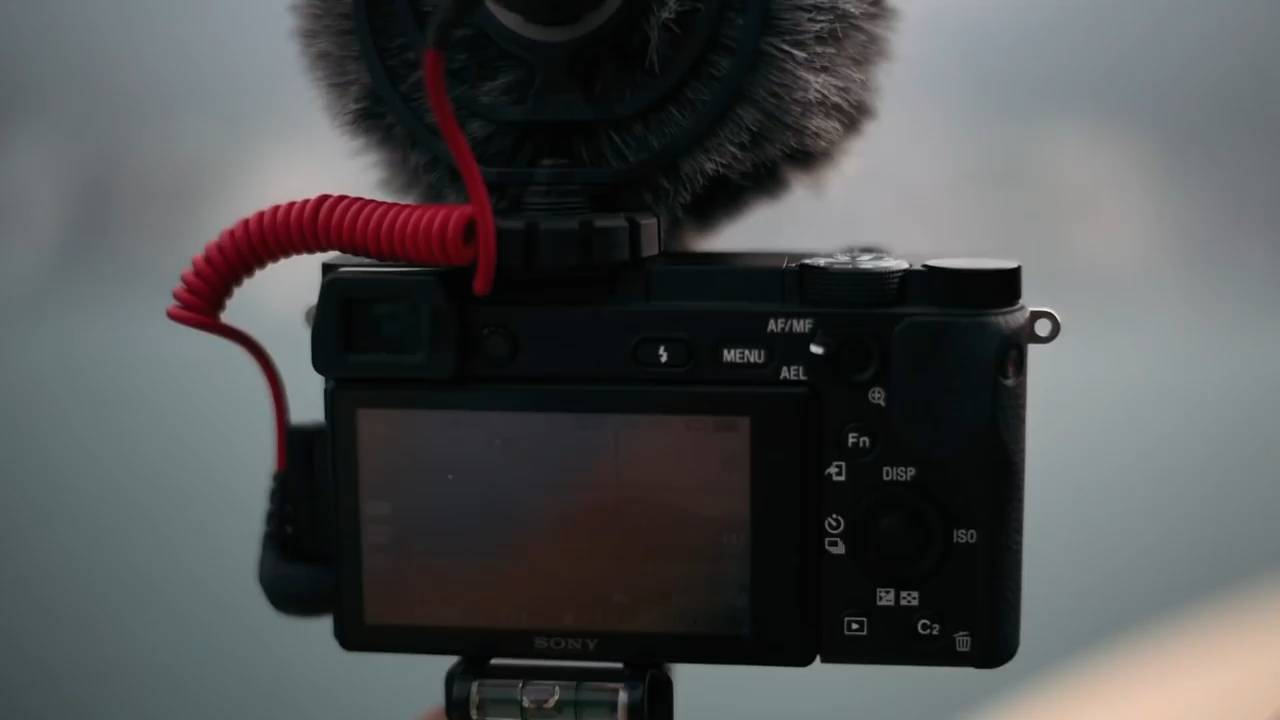 AF/MF
MENU
AEL
Fn
DISP
ISO
C2
SONY